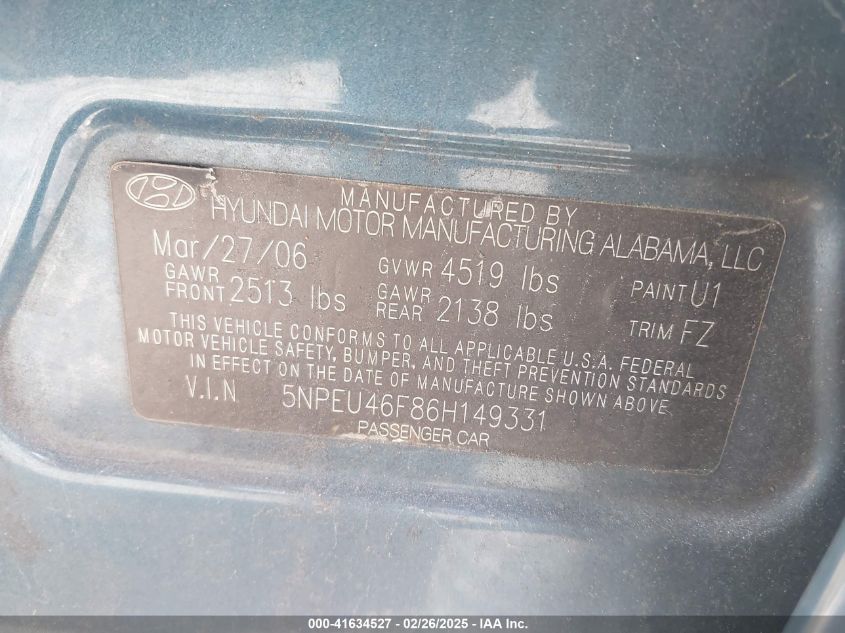 MANUFACTURED BY
HYUNDAI MOTOR MANUFACTURING ALABAMA, LLC
Mar/27/06 GVWR 4519 lbs PAINT U1
GAWR FRONT 2513 lbs GAWR REAR 2138 lbs TRIM FZ
THIS VEHICLE CONFORMS TO ALL APPLICABLE U.S.A. FEDERAL
MOTOR VEHICLE SAFETY, BUMPER, AND THEFT PREVENTION STANDARDS
IN EFFECT ON THE DATE OF MANUFACTURE SHOWN ABOVE
V.I.N 5NPEU46F86H149331
PASSENGER CAR
000-41634527 - 02/26/2025 - IAA Inc.